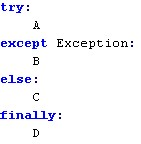 try:
    A
except Exception:
    B
else:
    C
finally:
    D